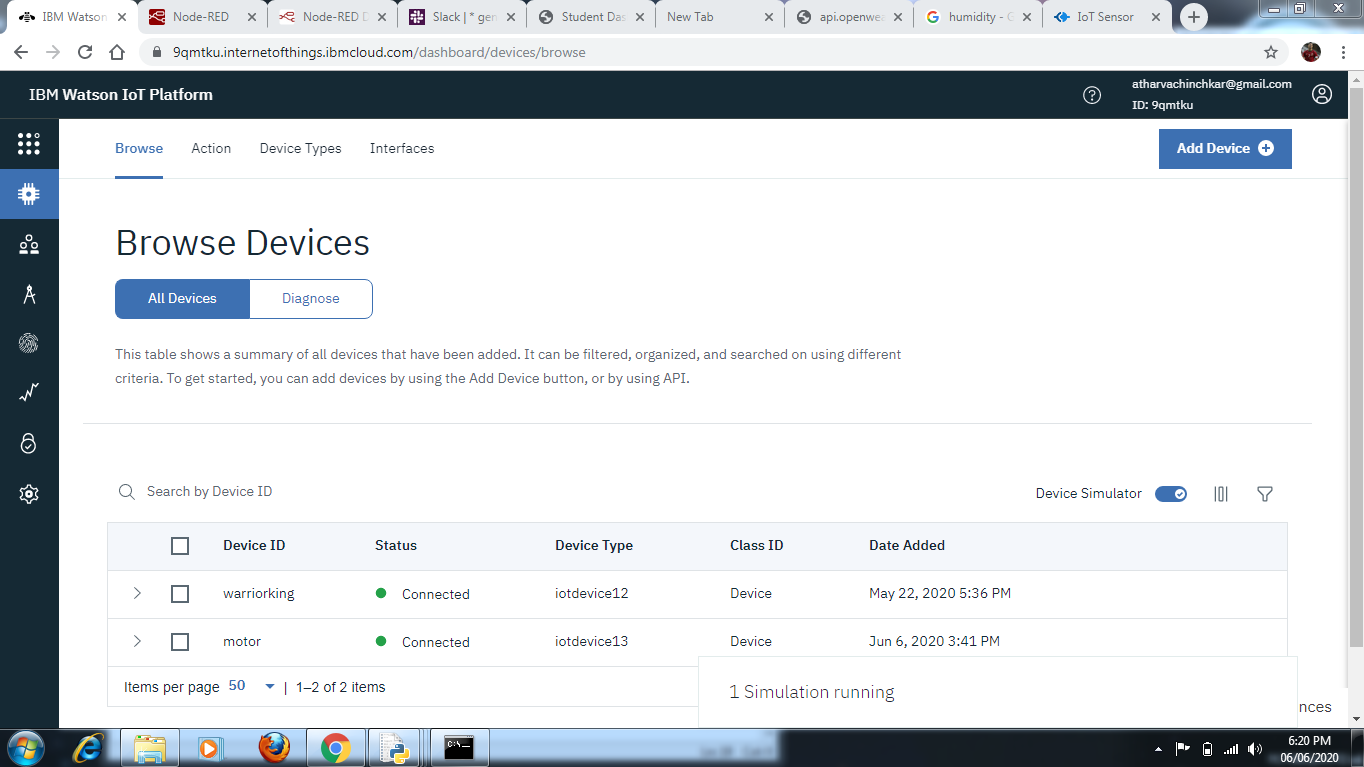 IBM Watson
Node-RED
Node-RED D
Slack | * gen
Student Das
New Tab
api.openwea
humidity - G
IoT Sensor
9qmtku.internetofthings.ibmcloud.com/dashboard/devices/browse
IBM Watson IoT Platform
atharvachinchkar@gmail.com
ID: 9qmtku
Browse
Action
Device Types
Interfaces
Add Device
Browse Devices
All Devices
Diagnose
This table shows a summary of all devices that have been added. It can be filtered, organized, and searched on using different
criteria. To get started, you can add devices by using the Add Device button, or by using API.
Search by Device ID
Device Simulator
Device ID Status Device Type Class ID Date Added
warriorking Connected iotdevice12 Device May 22, 2020 5:36 PM
motor Connected iotdevice13 Device Jun 6, 2020 3:41 PM
Items per page 50 | 1–2 of 2 items
1 Simulation running
nces
C:\.
6:20 PM
06/06/2020